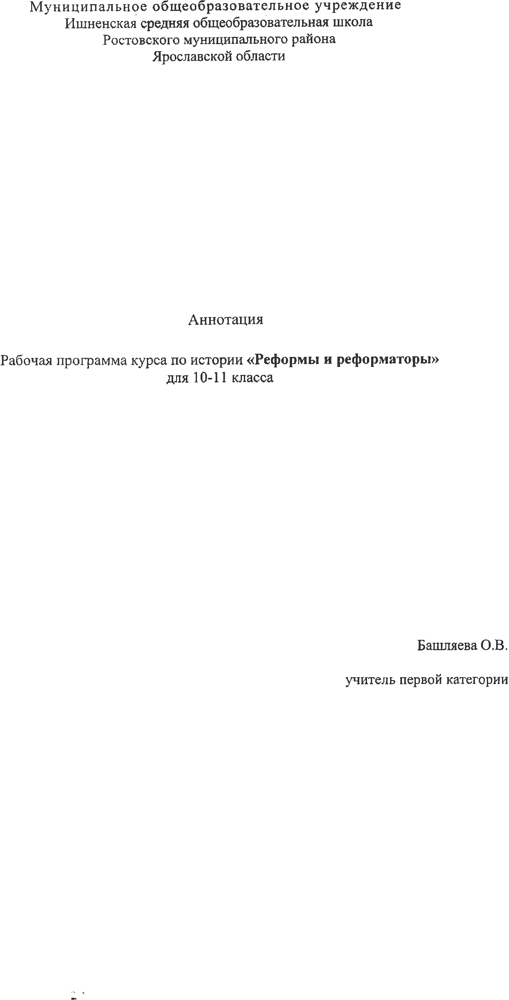 Муниципальное общеобразовательное учреждение
Ишненская средняя общеобразовательная школа
Ростовского муниципального района
Ярославской области
Аннотация
Рабочая программа курса по истории «Реформы и реформаторы»
для 10-11 класса
Башляева О.В.
учитель первой категории